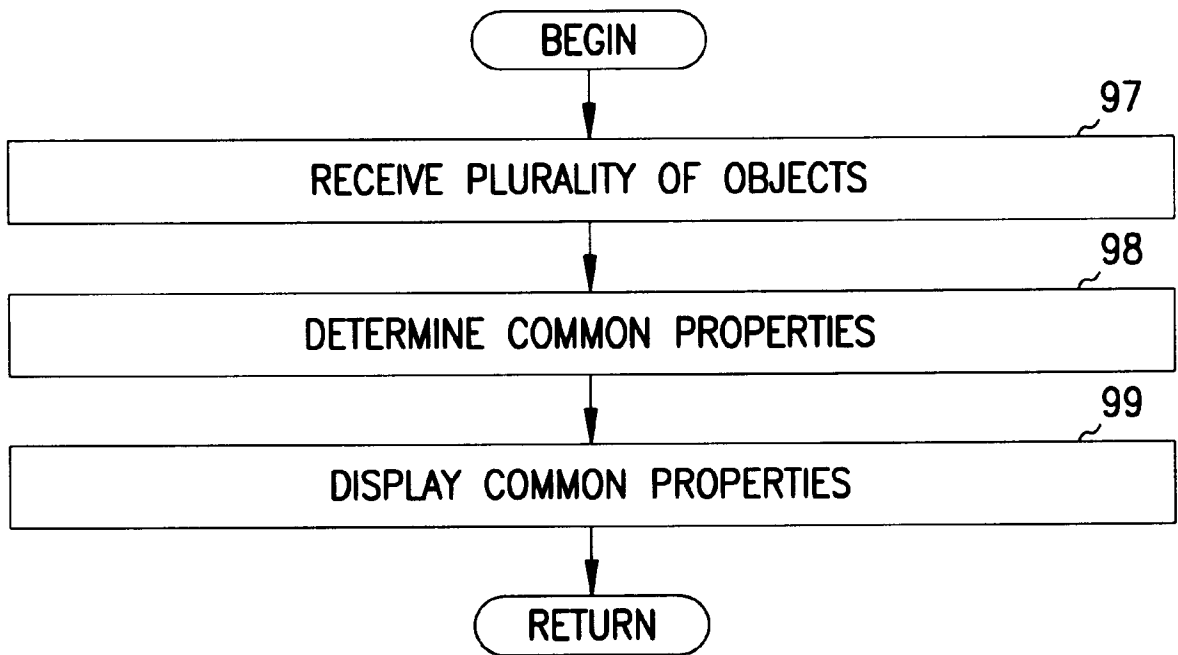 BEGIN
97
RECEIVE PLURALITY OF OBJECTS
98
DETERMINE COMMON PROPERTIES
99
DISPLAY COMMON PROPERTIES
RETURN